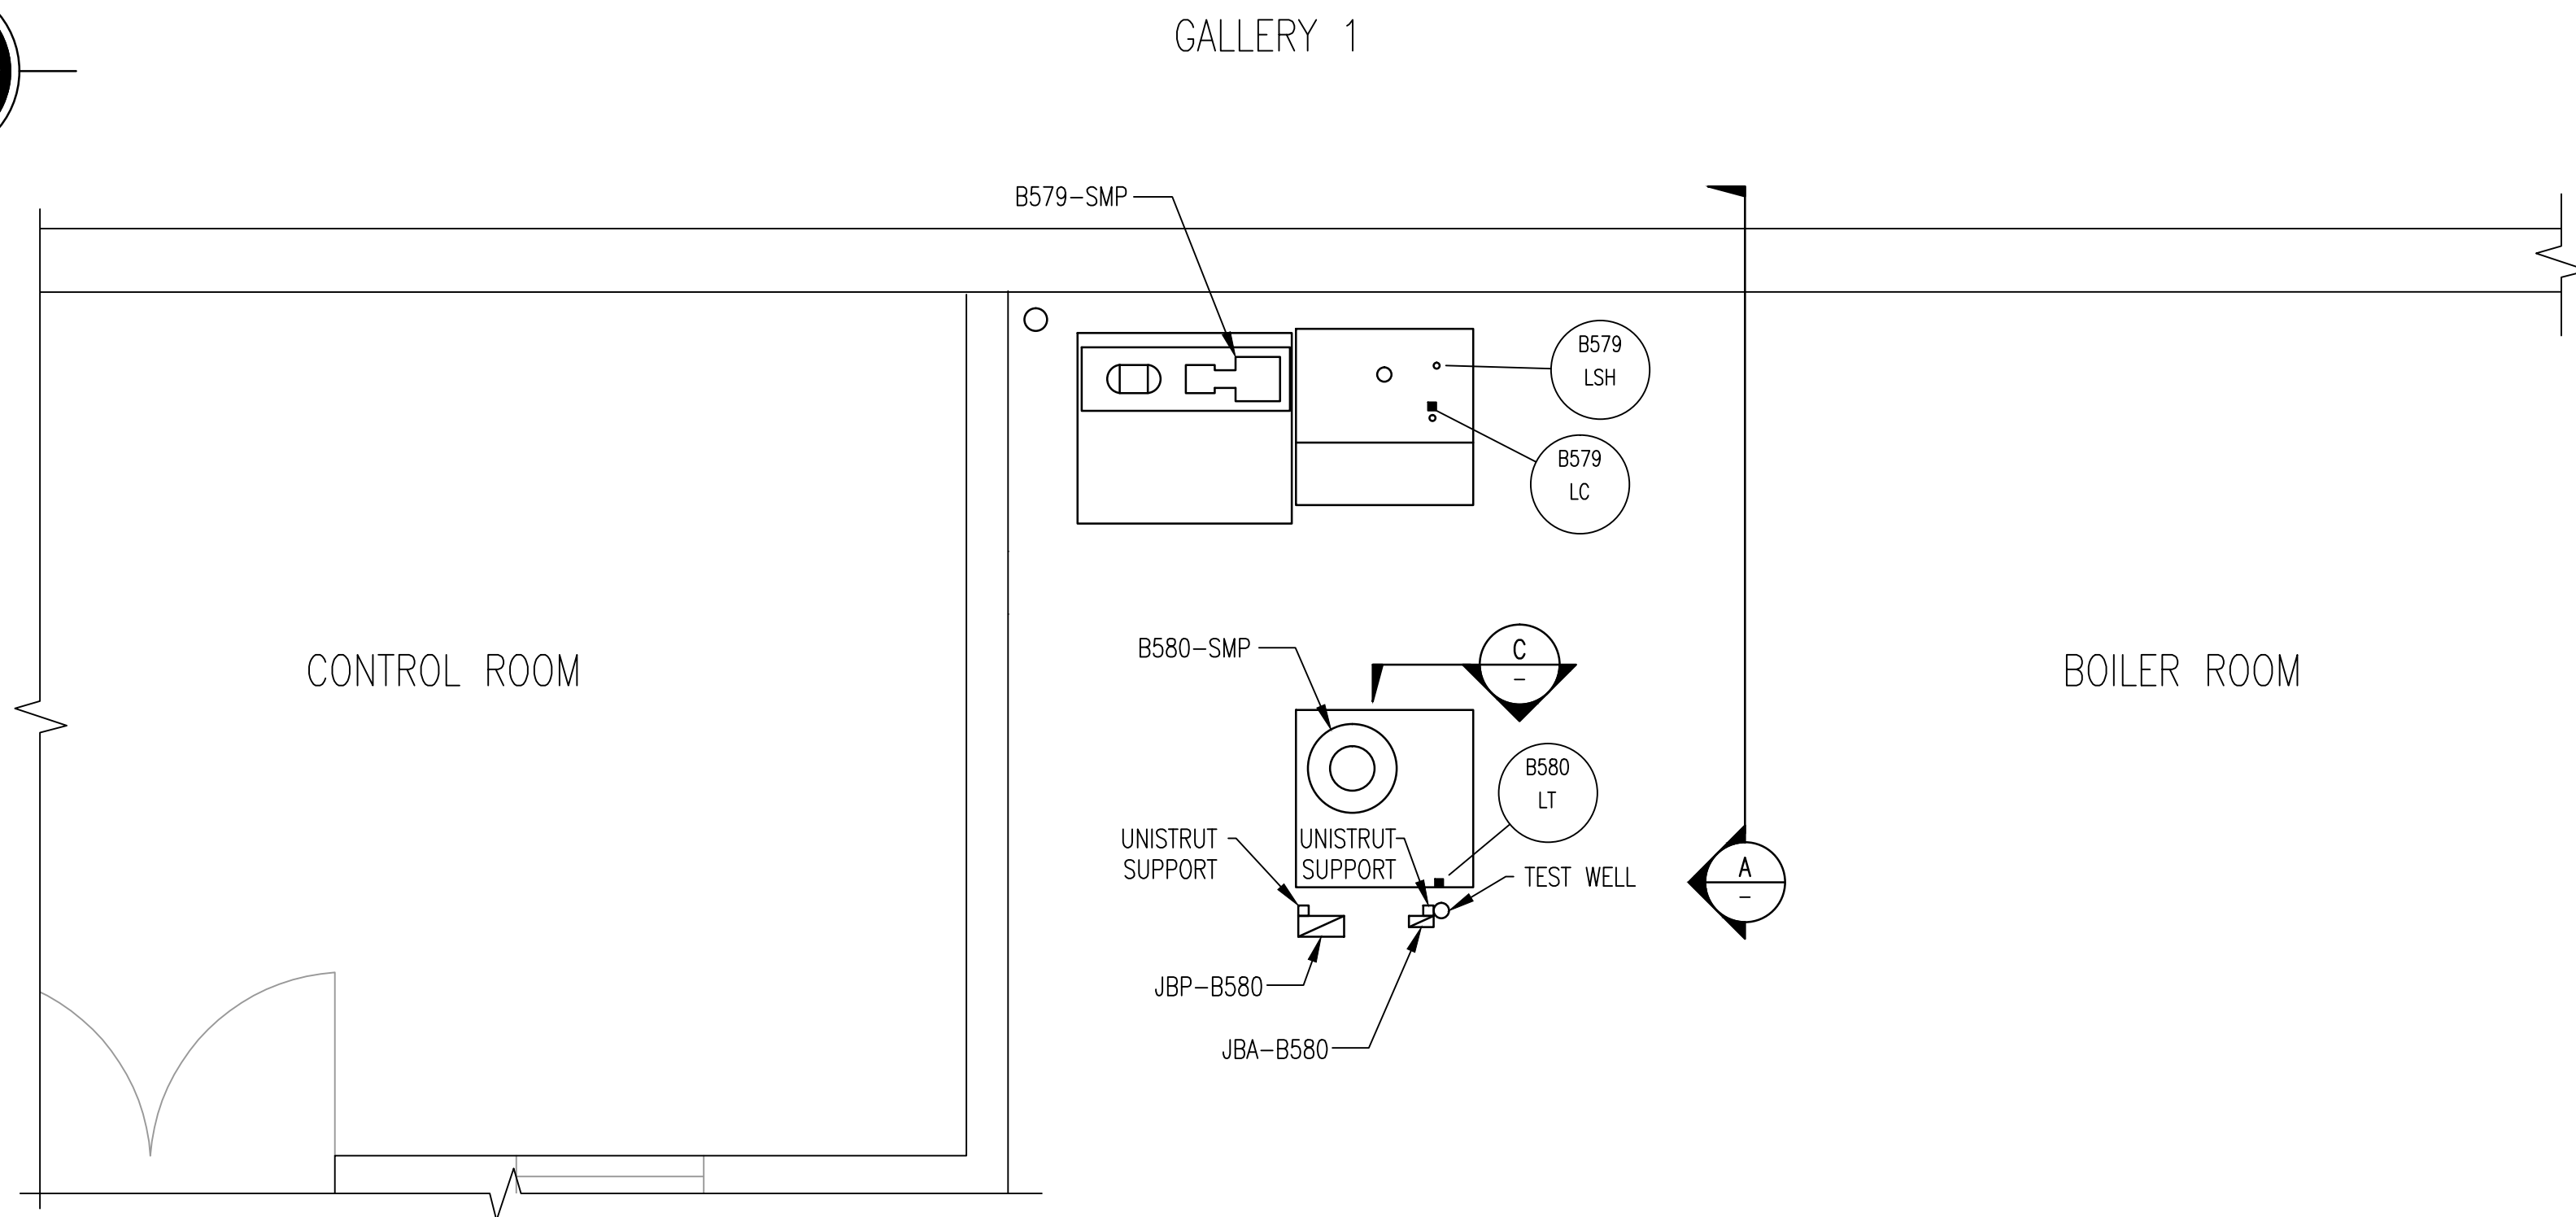 GALLERY 1
B579-SMP
B579
LSH
B579
LC
CONTROL ROOM
B580-SMP
C
-
BOILER ROOM
B580
LT
UNISTRUT
SUPPORT
UNISTRUT
SUPPORT
TEST WELL
A
-
JBP-B580
JBA-B580